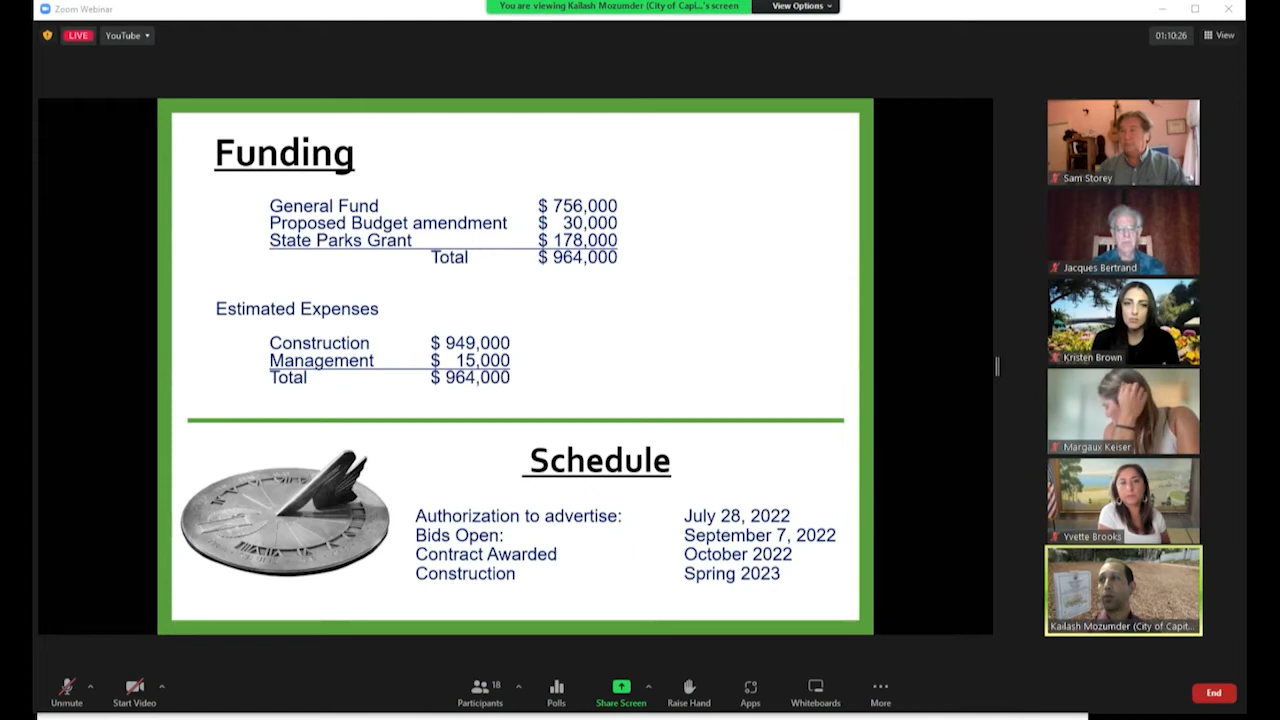 Zoom Webinar
You are viewing Kailash Mozumder (City of Capi...'s screen
View Options
LIVE
YouTube
01:10:26
View
Funding
General Fund $ 756,000
Proposed Budget amendment $ 30,000
State Parks Grant $ 178,000
Total $ 964,000
Estimated Expenses
Construction $ 949,000
Management $ 15,000
Total $ 964,000
Schedule
Authorization to advertise: July 28, 2022
Bids Open: September 7, 2022
Contract Awarded October 2022
Construction Spring 2023
Sam Storey
Jacques Bertrand
Kristen Brown
Margaux Keiser
Yvette Brooks
Kailash Mozumder (City of Capit...
Unmute
Start Video
18
Participants
Polls
Share Screen
Raise Hand
Apps
Whiteboards
More
End